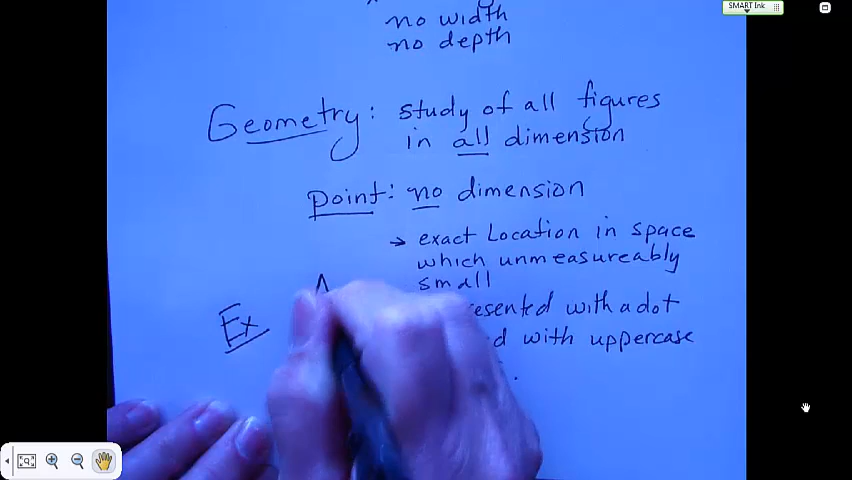 no width
no depth
Geometry: study of all figures
in all dimension
point: no dimension
→ exact Location in space
which unmeasureably
small
with a dot
Ex
with uppercase
SMART Ink